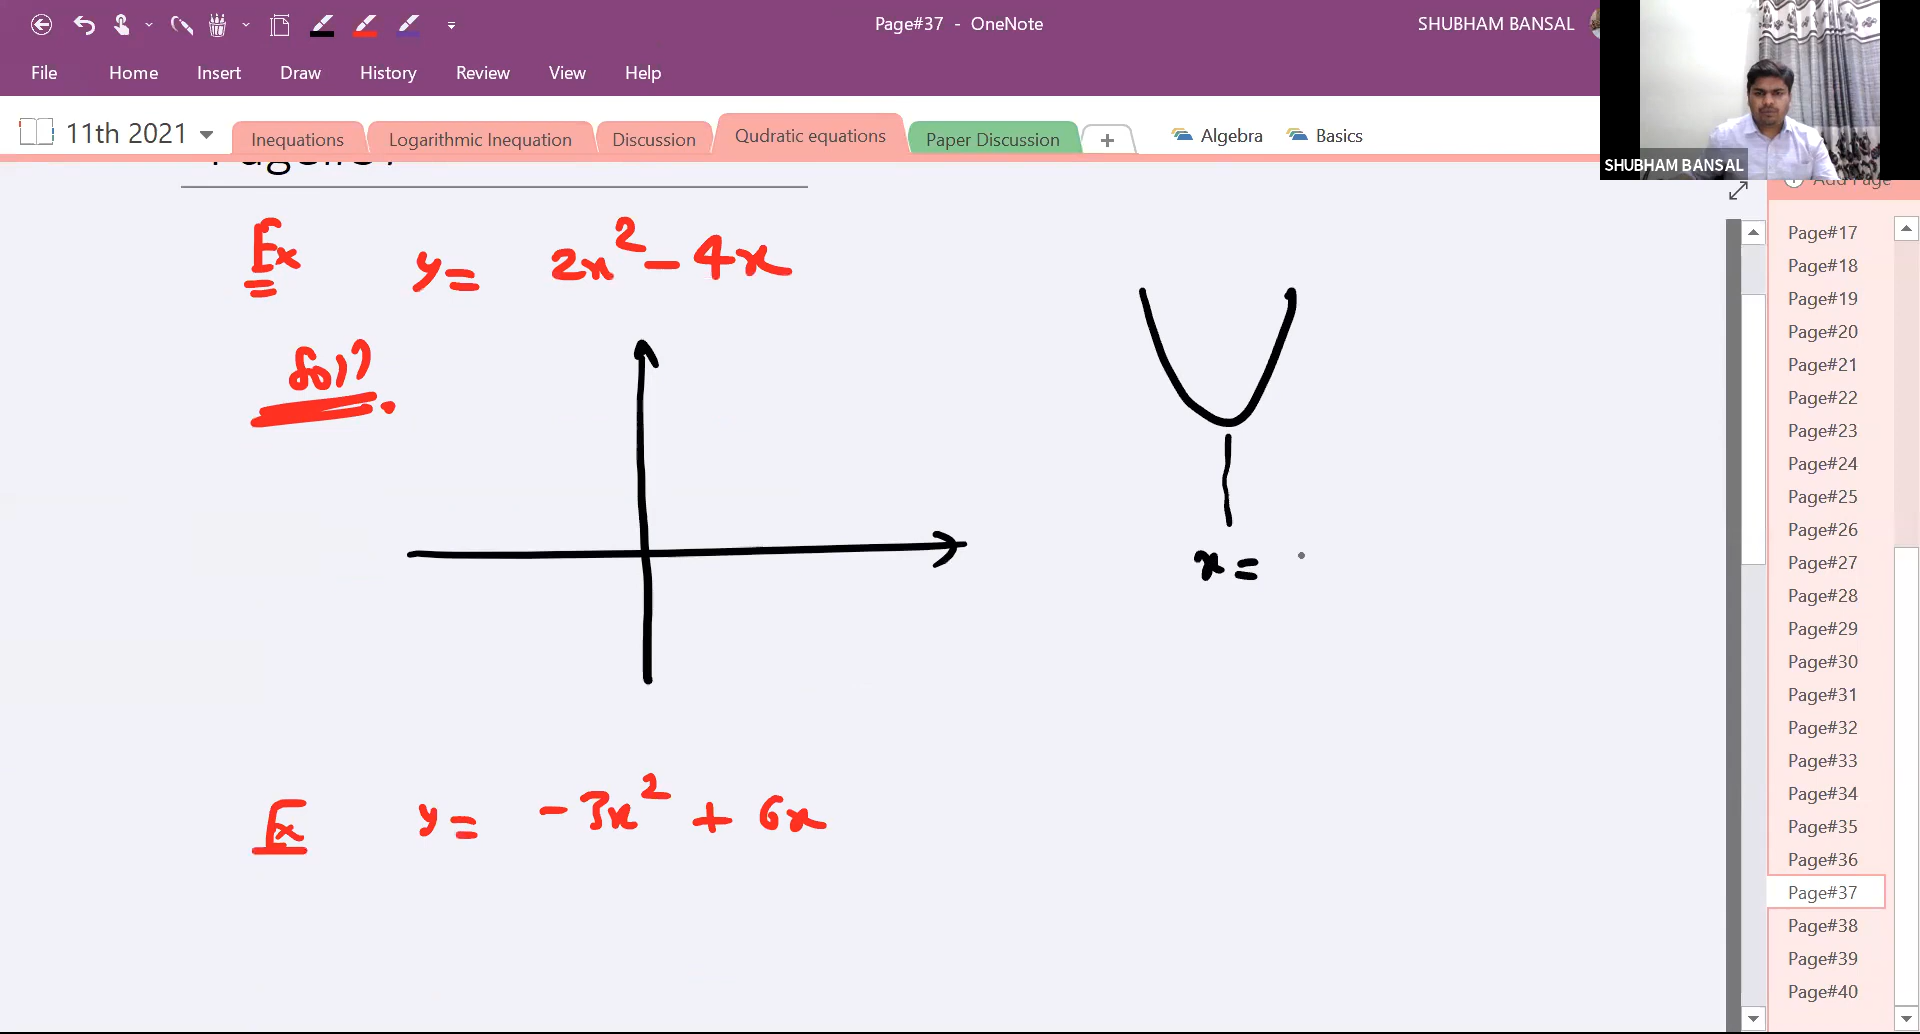 Page#37 - OneNote
SHUBHAM BANSAL
File Home Insert Draw History Review View Help
SHUBHAM BANSAL
11th 2021
Inequations
Logarithmic Inequation
Discussion
Qudratic equations
Paper Discussion
+
Algebra
Basics
Add Page
Ex y = 2x² - 4x
Solⁿ.
x =
Ex y = -3x² + 6x
Page#17
Page#18
Page#19
Page#20
Page#21
Page#22
Page#23
Page#24
Page#25
Page#26
Page#27
Page#28
Page#29
Page#30
Page#31
Page#32
Page#33
Page#34
Page#35
Page#36
Page#37
Page#38
Page#39
Page#40